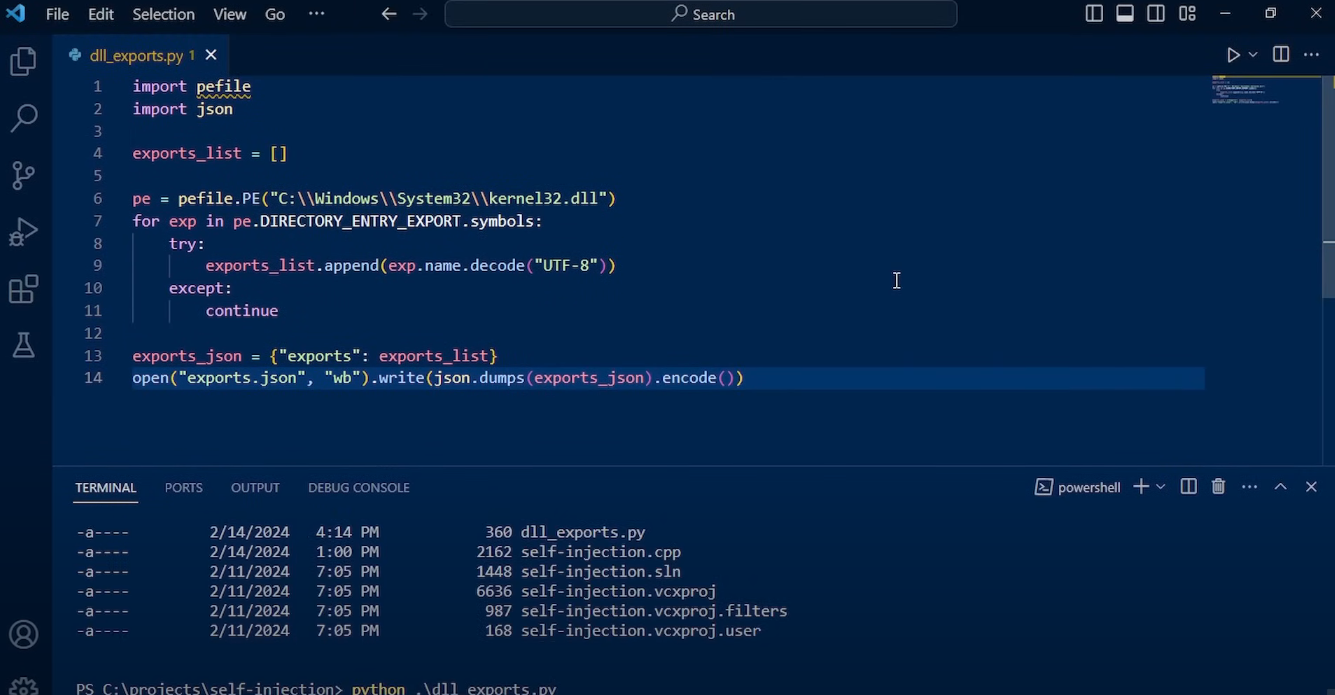 File Edit Selection View Go ··· Search
dll_exports.py 1
1 import pefile
2 import json
3
4 exports_list = []
5
6 pe = pefile.PE("C:\\Windows\\System32\\kernel32.dll")
7 for exp in pe.DIRECTORY_ENTRY_EXPORT.symbols:
8 try:
9 exports_list.append(exp.name.decode("UTF-8"))
10 except:
11 continue
12
13 exports_json = {"exports": exports_list}
14 open("exports.json", "wb").write(json.dumps(exports_json).encode())
TERMINAL PORTS OUTPUT DEBUG CONSOLE powershell
-a---- 2/14/2024 4:14 PM 360 dll_exports.py
-a---- 2/14/2024 1:00 PM 2162 self-injection.cpp
-a---- 2/11/2024 7:05 PM 1448 self-injection.sln
-a---- 2/11/2024 7:05 PM 6636 self-injection.vcxproj
-a---- 2/11/2024 7:05 PM 987 self-injection.vcxproj.filters
-a---- 2/11/2024 7:05 PM 168 self-injection.vcxproj.user
PS C:\projects\self-injection> python .\dll_exports.py